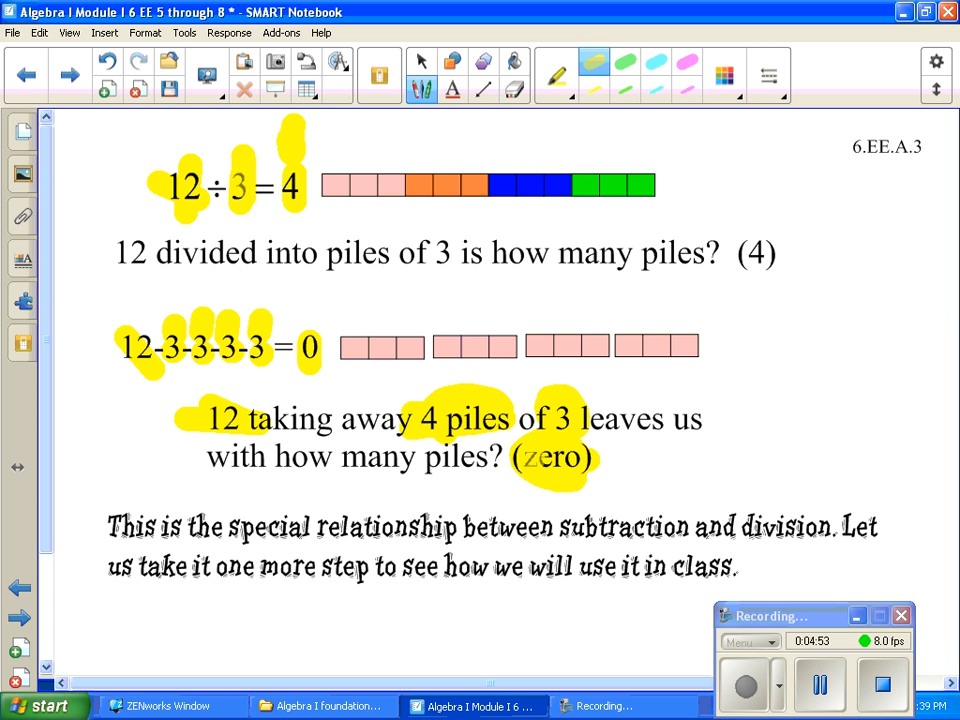 Algebra I Module I 6 EE 5 through 8 * - SMART Notebook
File Edit View Insert Format Tools Response Add-ons Help
6.EE.A.3
12 ÷ 3 = 4
12 divided into piles of 3 is how many piles? (4)
12-3-3-3-3 = 0
12 taking away 4 piles of 3 leaves us
with how many piles? (zero)
This is the special relationship between subtraction and division. Let
us take it one more step to see how we will use it in class.
Recording...
Menu 0:04:53 8.0 fps
start ZENworks Window Algebra I foundation... Algebra I Module I 6 ... Recording... :39 PM